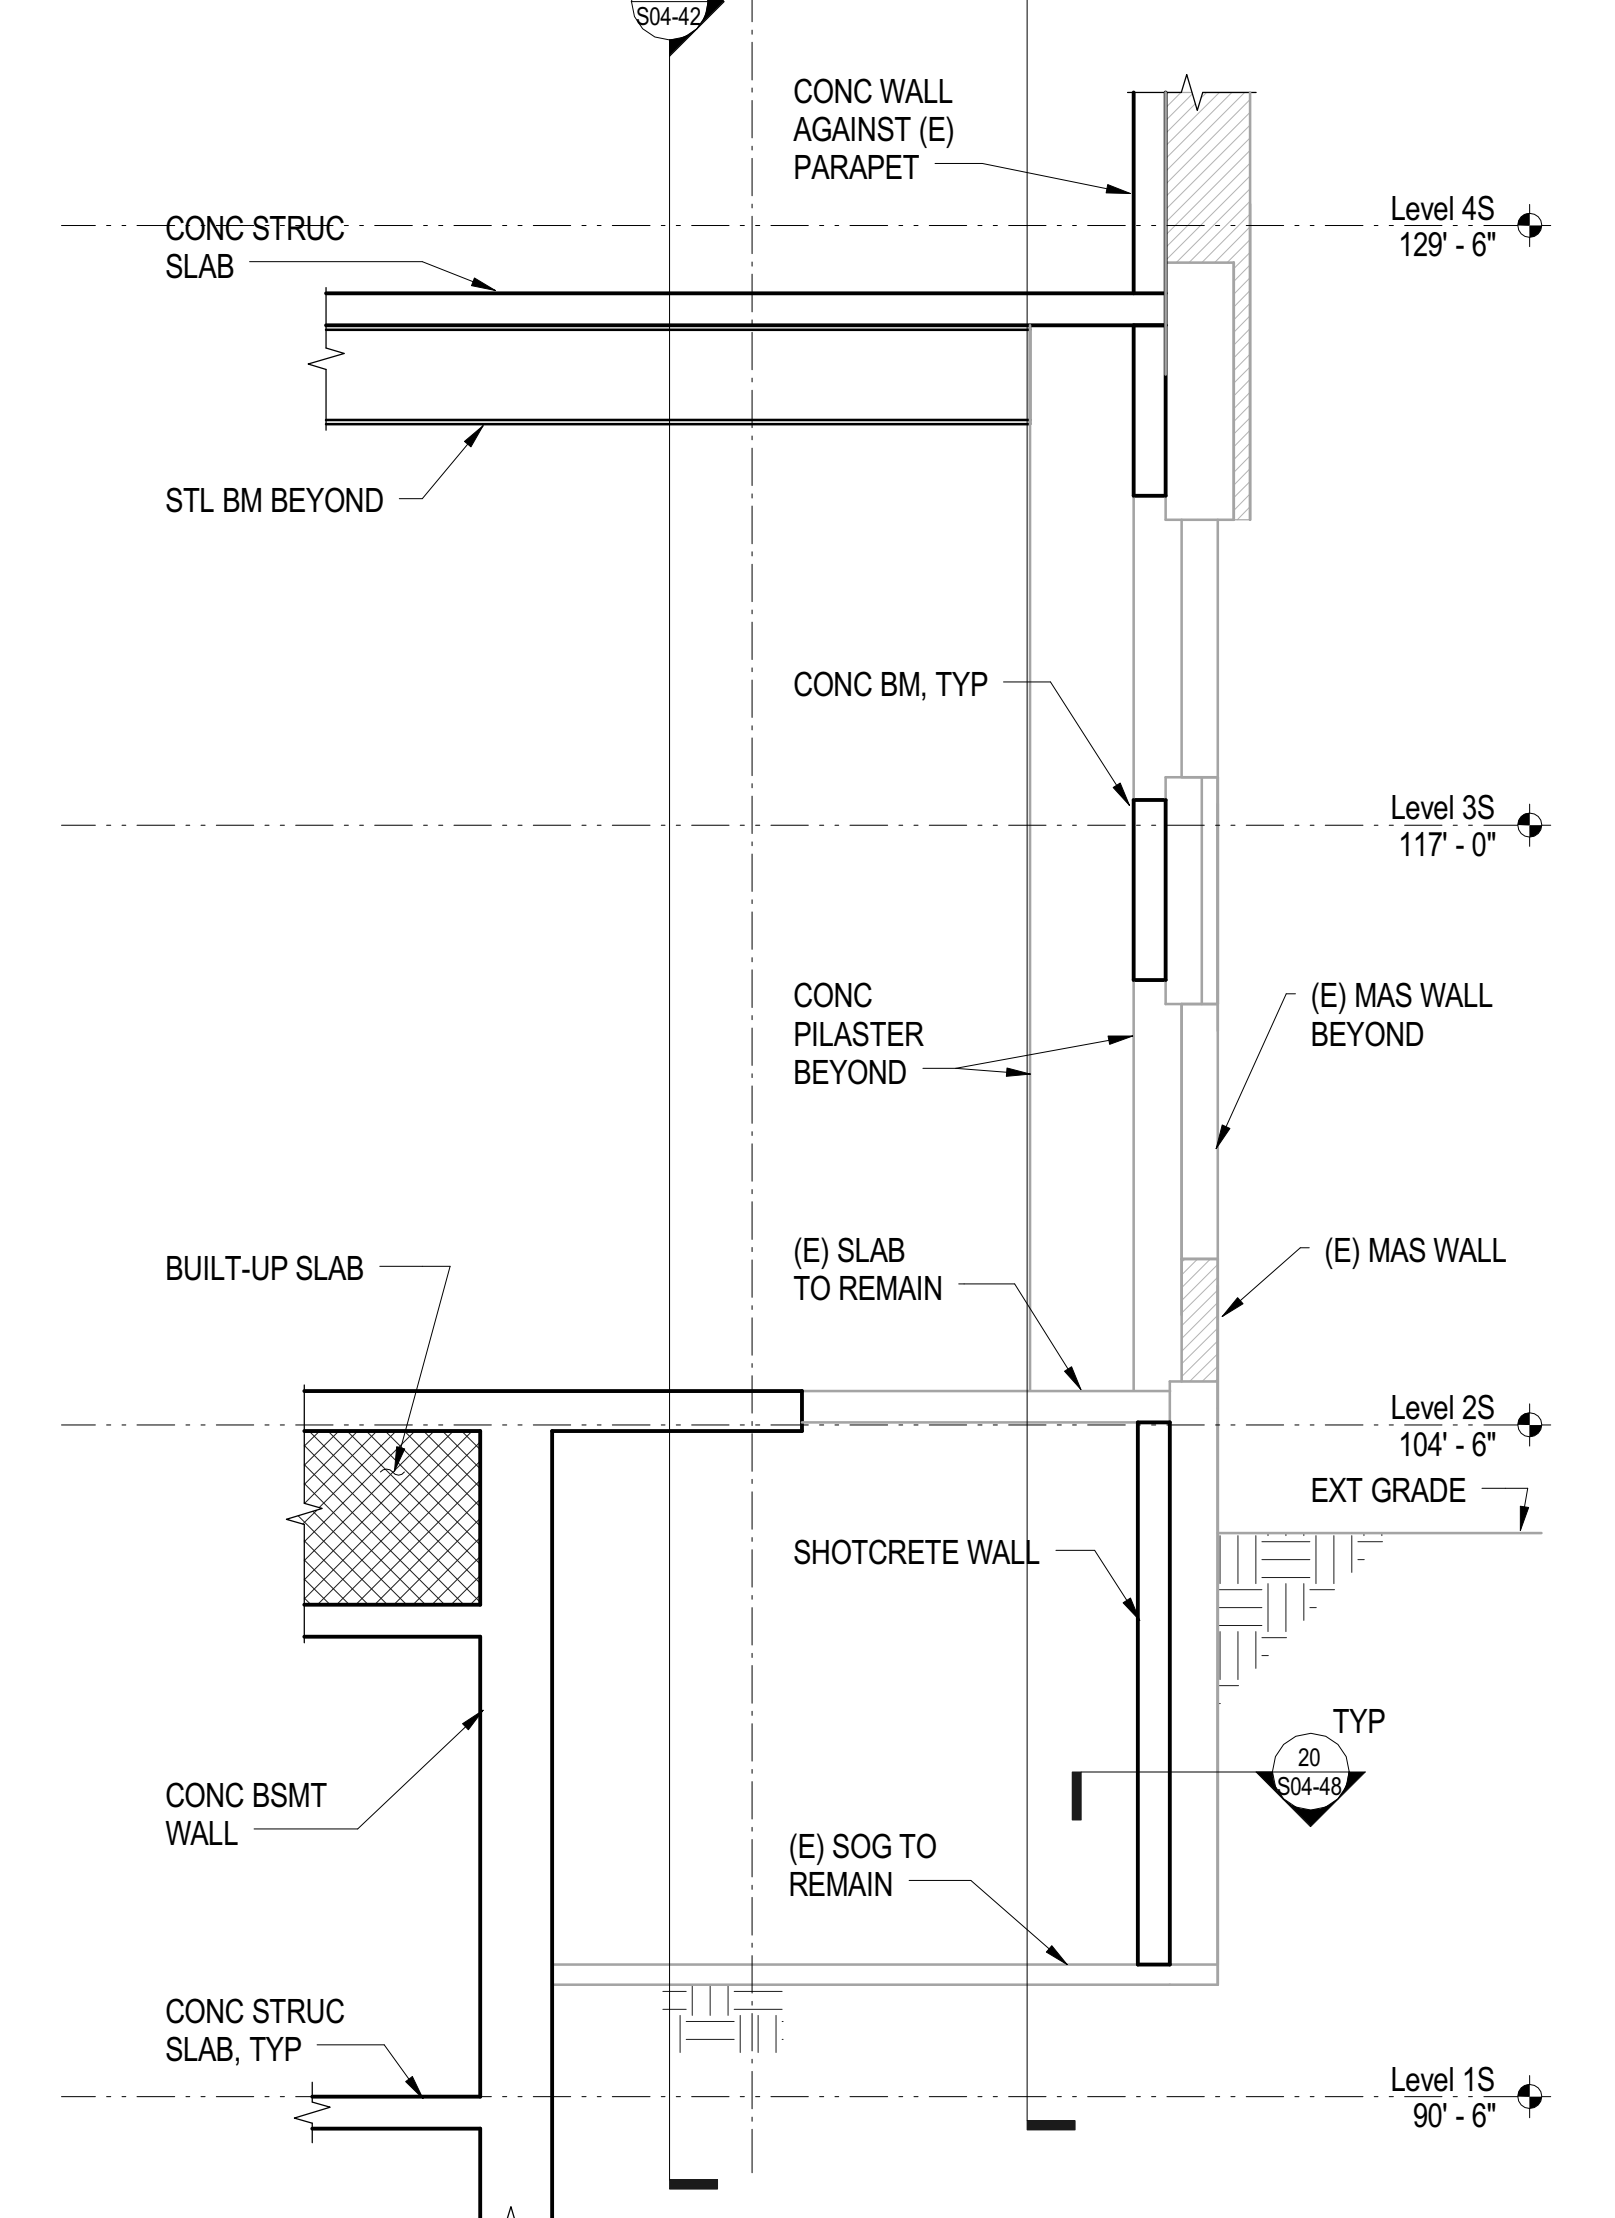 S04-42
CONC WALL
AGAINST (E)
PARAPET
Level 4S
129' - 6"
CONC STRUC
SLAB
STL BM BEYOND
CONC BM, TYP
Level 3S
117' - 0"
CONC
PILASTER
BEYOND
(E) MAS WALL
BEYOND
(E) SLAB
TO REMAIN
(E) MAS WALL
BUILT-UP SLAB
Level 2S
104' - 6"
EXT GRADE
SHOTCRETE WALL
TYP
20
S04-48
CONC BSMT
WALL
(E) SOG TO
REMAIN
CONC STRUC
SLAB, TYP
Level 1S
90' - 6"